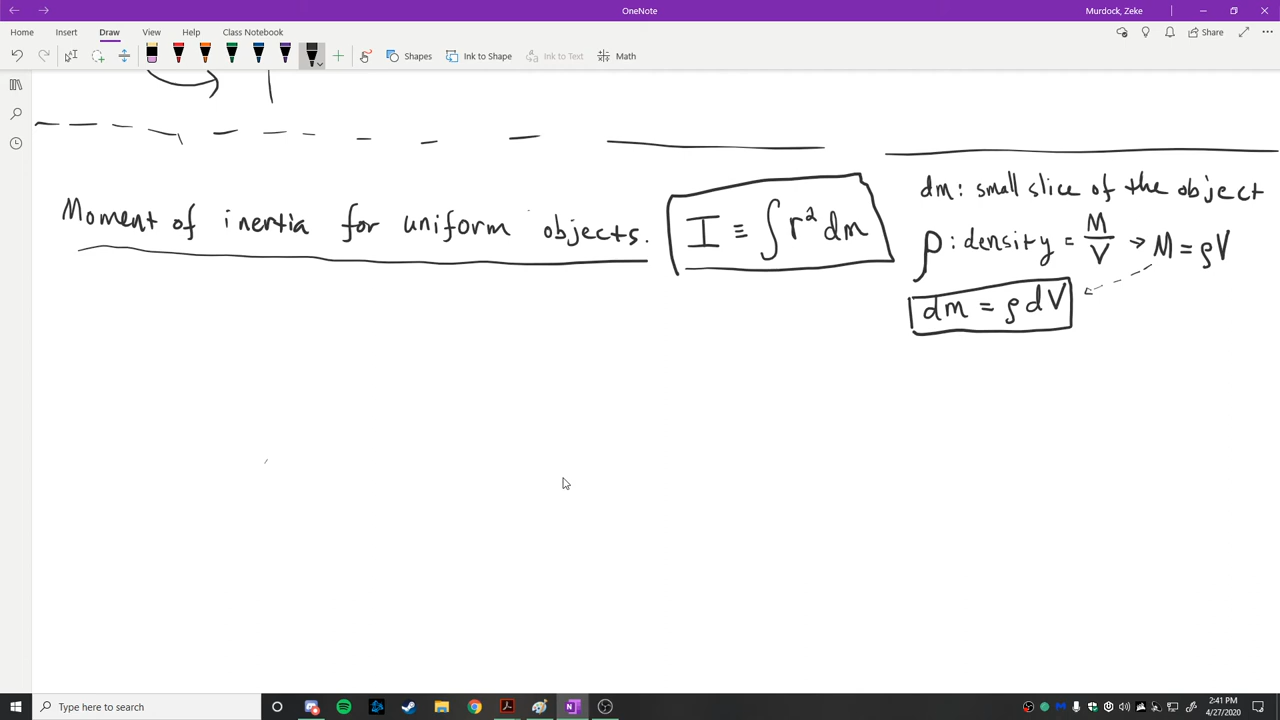 OneNote
Murdock, Zeke
Home Insert Draw View Help Class Notebook
Share
Shapes Ink to Shape Ink to Text Math
Moment of inertia for uniform objects.
I ≡ ∫ r² dm
dm: small slice of the object
ρ: density = M/V → M = ρV
dm = ρ dV
Type here to search
2:41 PM
4/27/2020